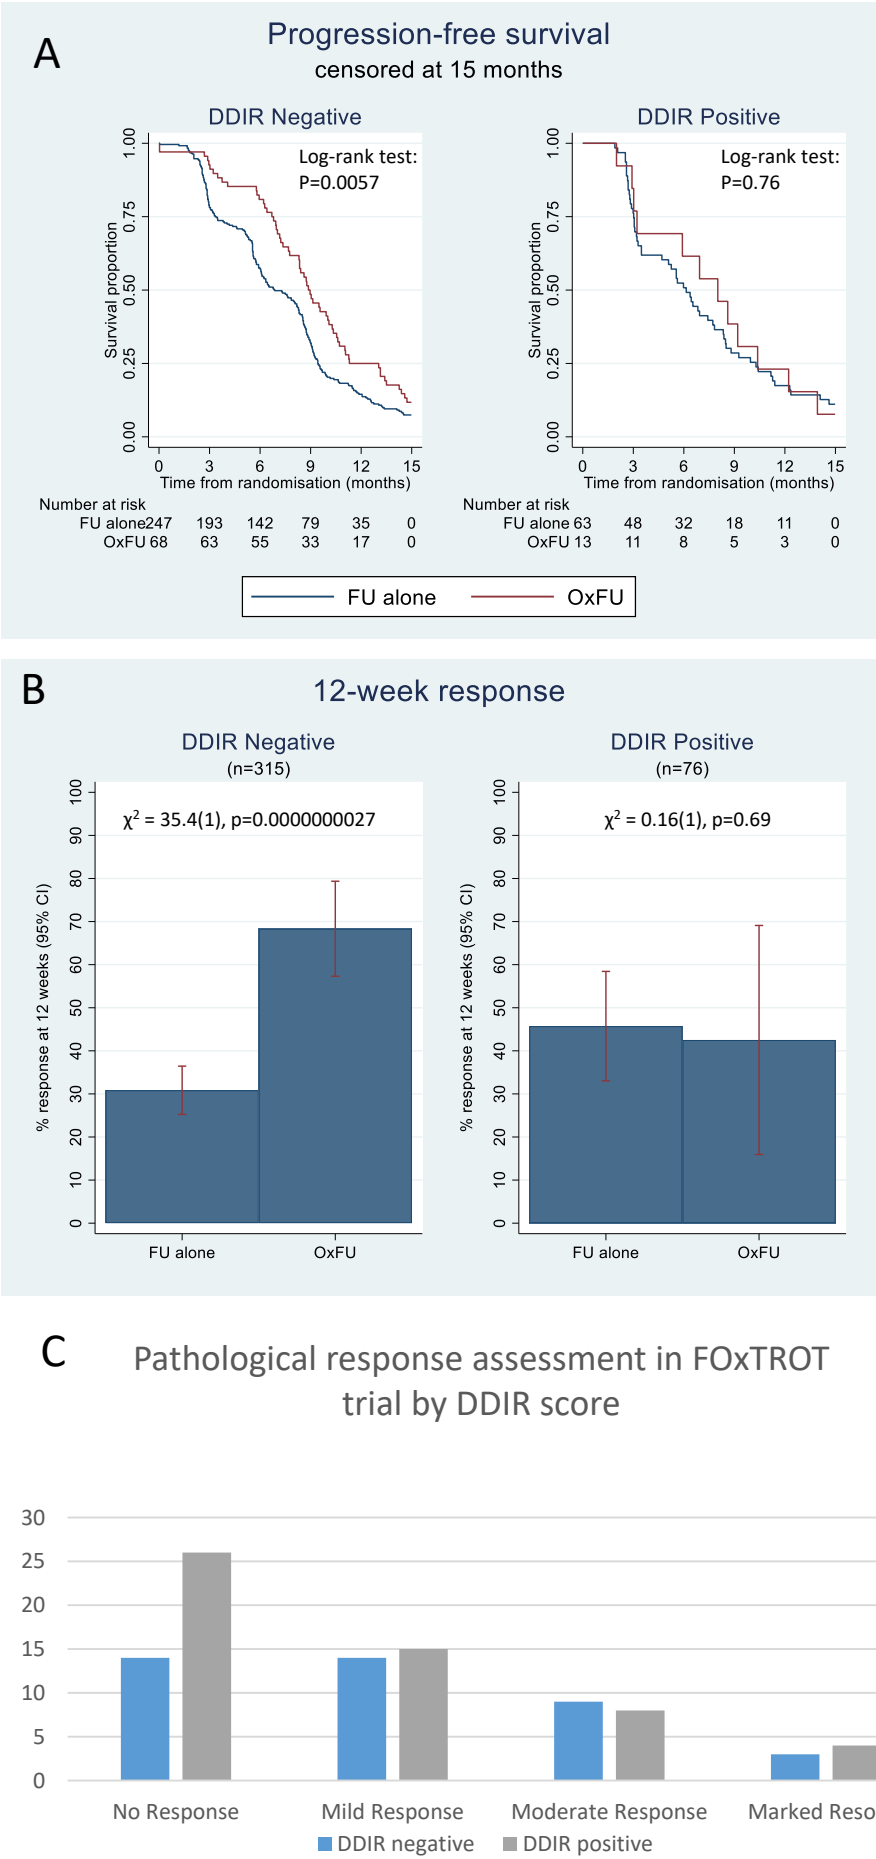 A
Progression-free survival
censored at 15 months
DDIR Negative
Log-rank test:
P=0.0057
Survival proportion
1.00
0.75
0.50
0.25
0.00
0 3 6 9 12 15
Time from randomisation (months)
Number at risk
FU alone 247 193 142 79 35 0
OxFU 68 63 55 33 17 0
DDIR Positive
Log-rank test:
P=0.76
Survival proportion
1.00
0.75
0.50
0.25
0.00
0 3 6 9 12 15
Time from randomisation (months)
Number at risk
FU alone 63 48 32 18 11 0
OxFU 13 11 8 5 3 0
FU alone OxFU
B
12-week response
DDIR Negative
(n=315)
χ² = 35.4(1), p=0.0000000027
% response at 12 weeks (95% CI)
100
90
80
70
60
50
40
30
20
10
0
FU alone OxFU
DDIR Positive
(n=76)
χ² = 0.16(1), p=0.69
% response at 12 weeks (95% CI)
100
90
80
70
60
50
40
30
20
10
0
FU alone OxFU
C
Pathological response assessment in FOxTROT
trial by DDIR score
30
25
20
15
10
5
0
No Response Mild Response Moderate Response Marked Reso
DDIR negative DDIR positive